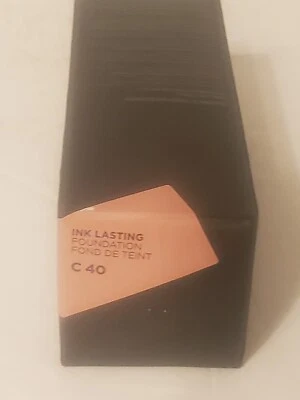 INK LASTING
FOUNDATION
FOND DE TEINT
C 40